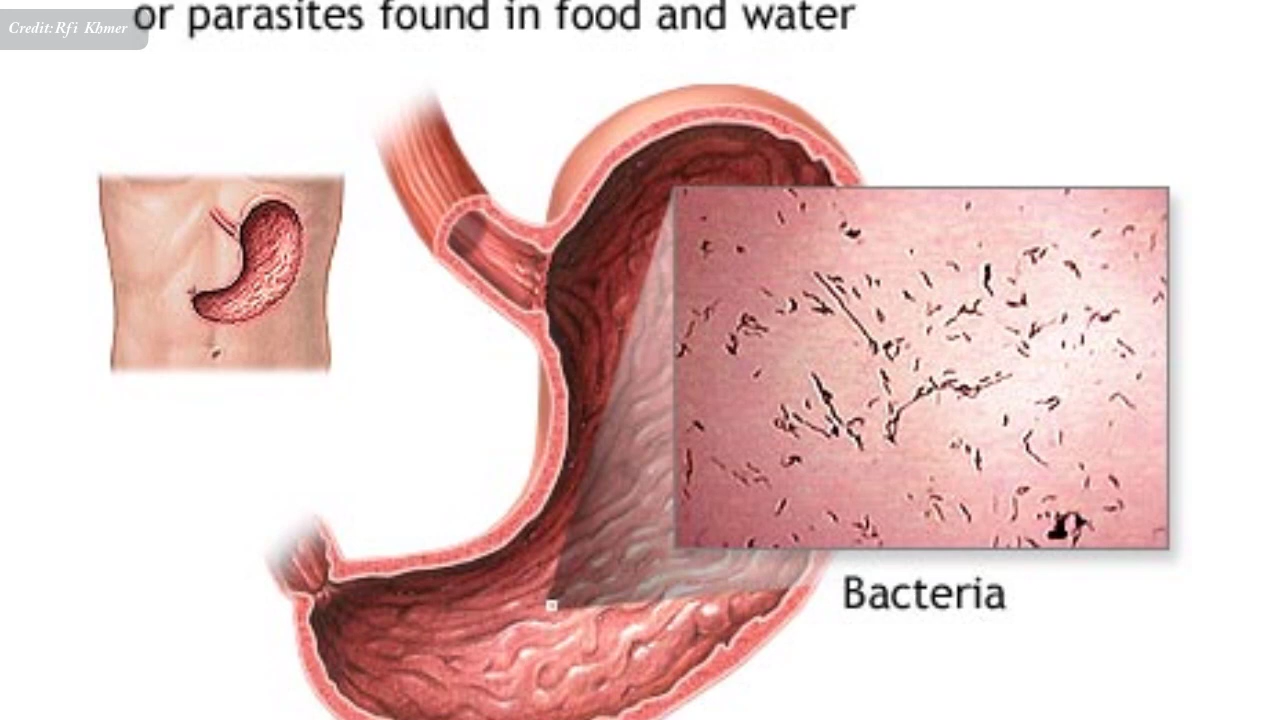 or parasites found in food and water
Credit:Rfi Khmer
Bacteria